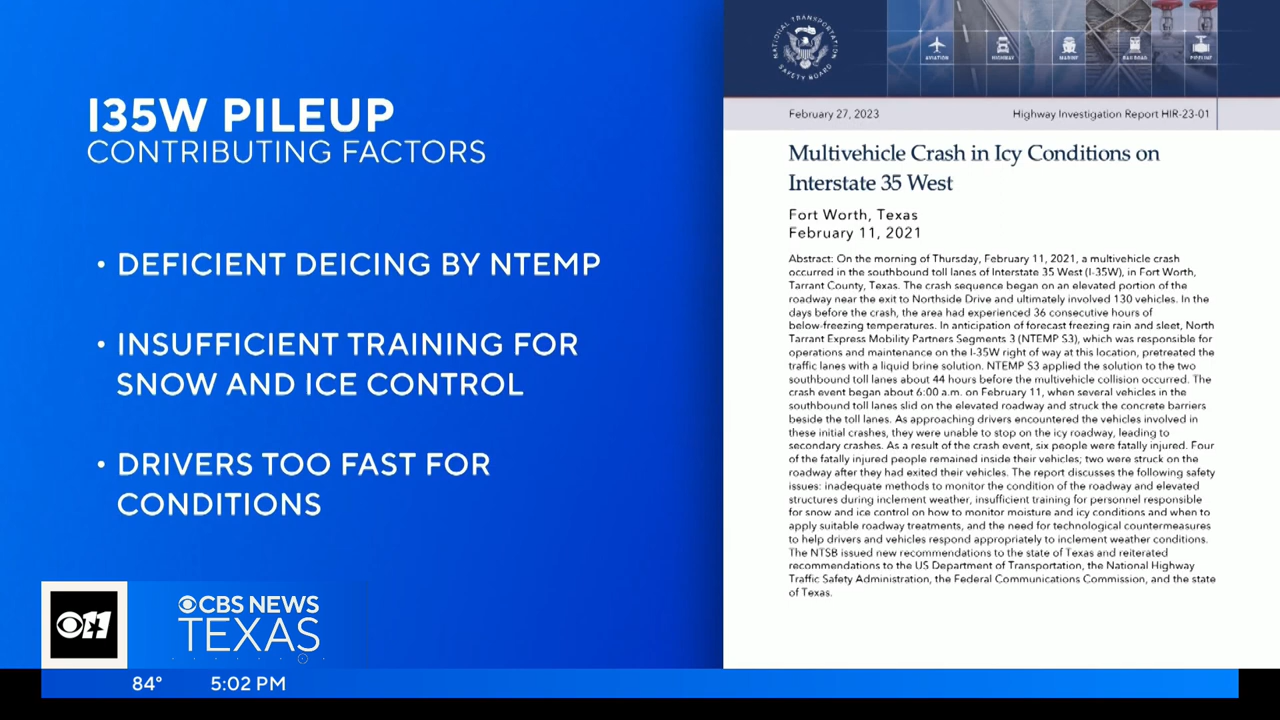 I35W PILEUP
CONTRIBUTING FACTORS
• DEFICIENT DEICING BY NTEMP
• INSUFFICIENT TRAINING FOR
SNOW AND ICE CONTROL
• DRIVERS TOO FAST FOR
CONDITIONS
11
CBS NEWS
TEXAS
84° 5:02 PM
NATIONAL TRANSPORTATION
SAFETY BOARD
AVIATION HIGHWAY MARINE RAILROAD PIPELINE
February 27, 2023 Highway Investigation Report HIR-23-01
Multivehicle Crash in Icy Conditions on
Interstate 35 West
Fort Worth, Texas
February 11, 2021
Abstract: On the morning of Thursday, February 11, 2021, a multivehicle crash
occurred in the southbound toll lanes of Interstate 35 West (I-35W), in Fort Worth,
Tarrant County, Texas. The crash sequence began on an elevated portion of the
roadway near the exit to Northside Drive and ultimately involved 130 vehicles. In the
days before the crash, the area had experienced 36 consecutive hours of
below-freezing temperatures. In anticipation of forecast freezing rain and sleet, North
Tarrant Express Mobility Partners Segments 3 (NTEMP S3), which was responsible for
operations and maintenance on the I-35W right of way at this location, pretreated the
traffic lanes with a liquid brine solution. NTEMP S3 applied the solution to the two
southbound toll lanes about 44 hours before the multivehicle collision occurred. The
crash event began about 6:00 a.m. on February 11, when several vehicles in the
southbound toll lanes slid on the elevated roadway and struck the concrete barriers
beside the toll lanes. As approaching drivers encountered the vehicles involved in
these initial crashes, they were unable to stop on the icy roadway, leading to
secondary crashes. As a result of the crash event, six people were fatally injured. Four
of the fatally injured people remained inside their vehicles; two were struck on the
roadway after they had exited their vehicles. The report discusses the following safety
issues: inadequate methods to monitor the condition of the roadway and elevated
structures during inclement weather, insufficient training for personnel responsible
for snow and ice control on how to monitor moisture and icy conditions and when to
apply suitable roadway treatments, and the need for technological countermeasures
to help drivers and vehicles respond appropriately to inclement weather conditions.
The NTSB issued new recommendations to the state of Texas and reiterated
recommendations to the US Department of Transportation, the National Highway
Traffic Safety Administration, the Federal Communications Commission, and the state
of Texas.